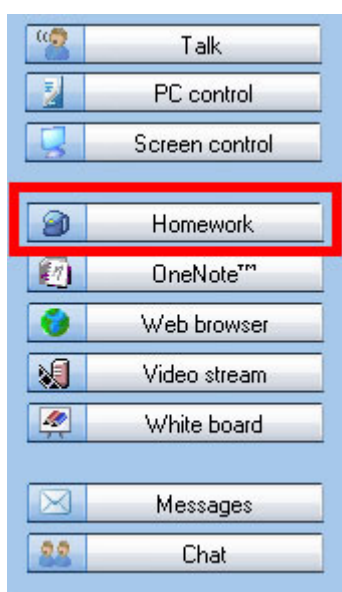 Talk
PC control
Screen control
Homework
OneNote™
Web browser
Video stream
White board
Messages
Chat